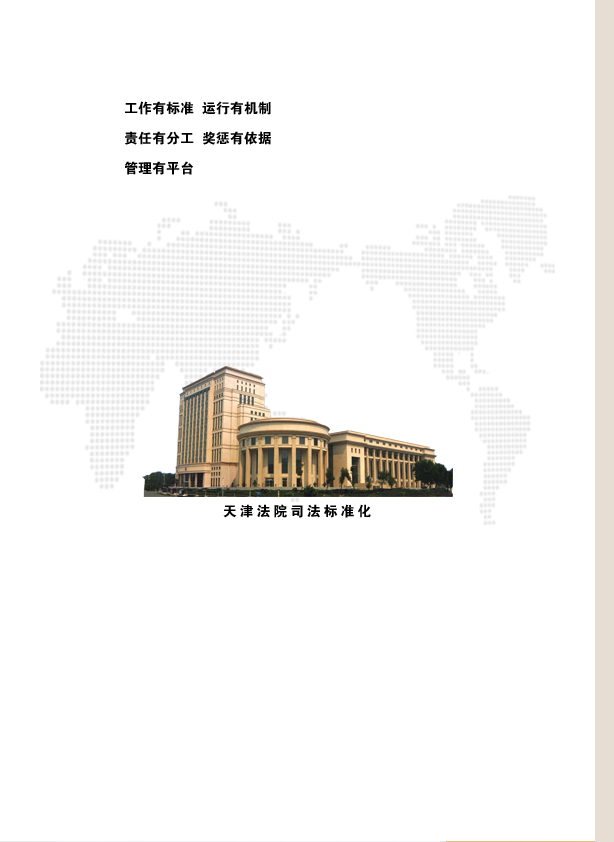 工作有标准 运行有机制
责任有分工 奖惩有依据
管理有平台
天津法院司法标准化